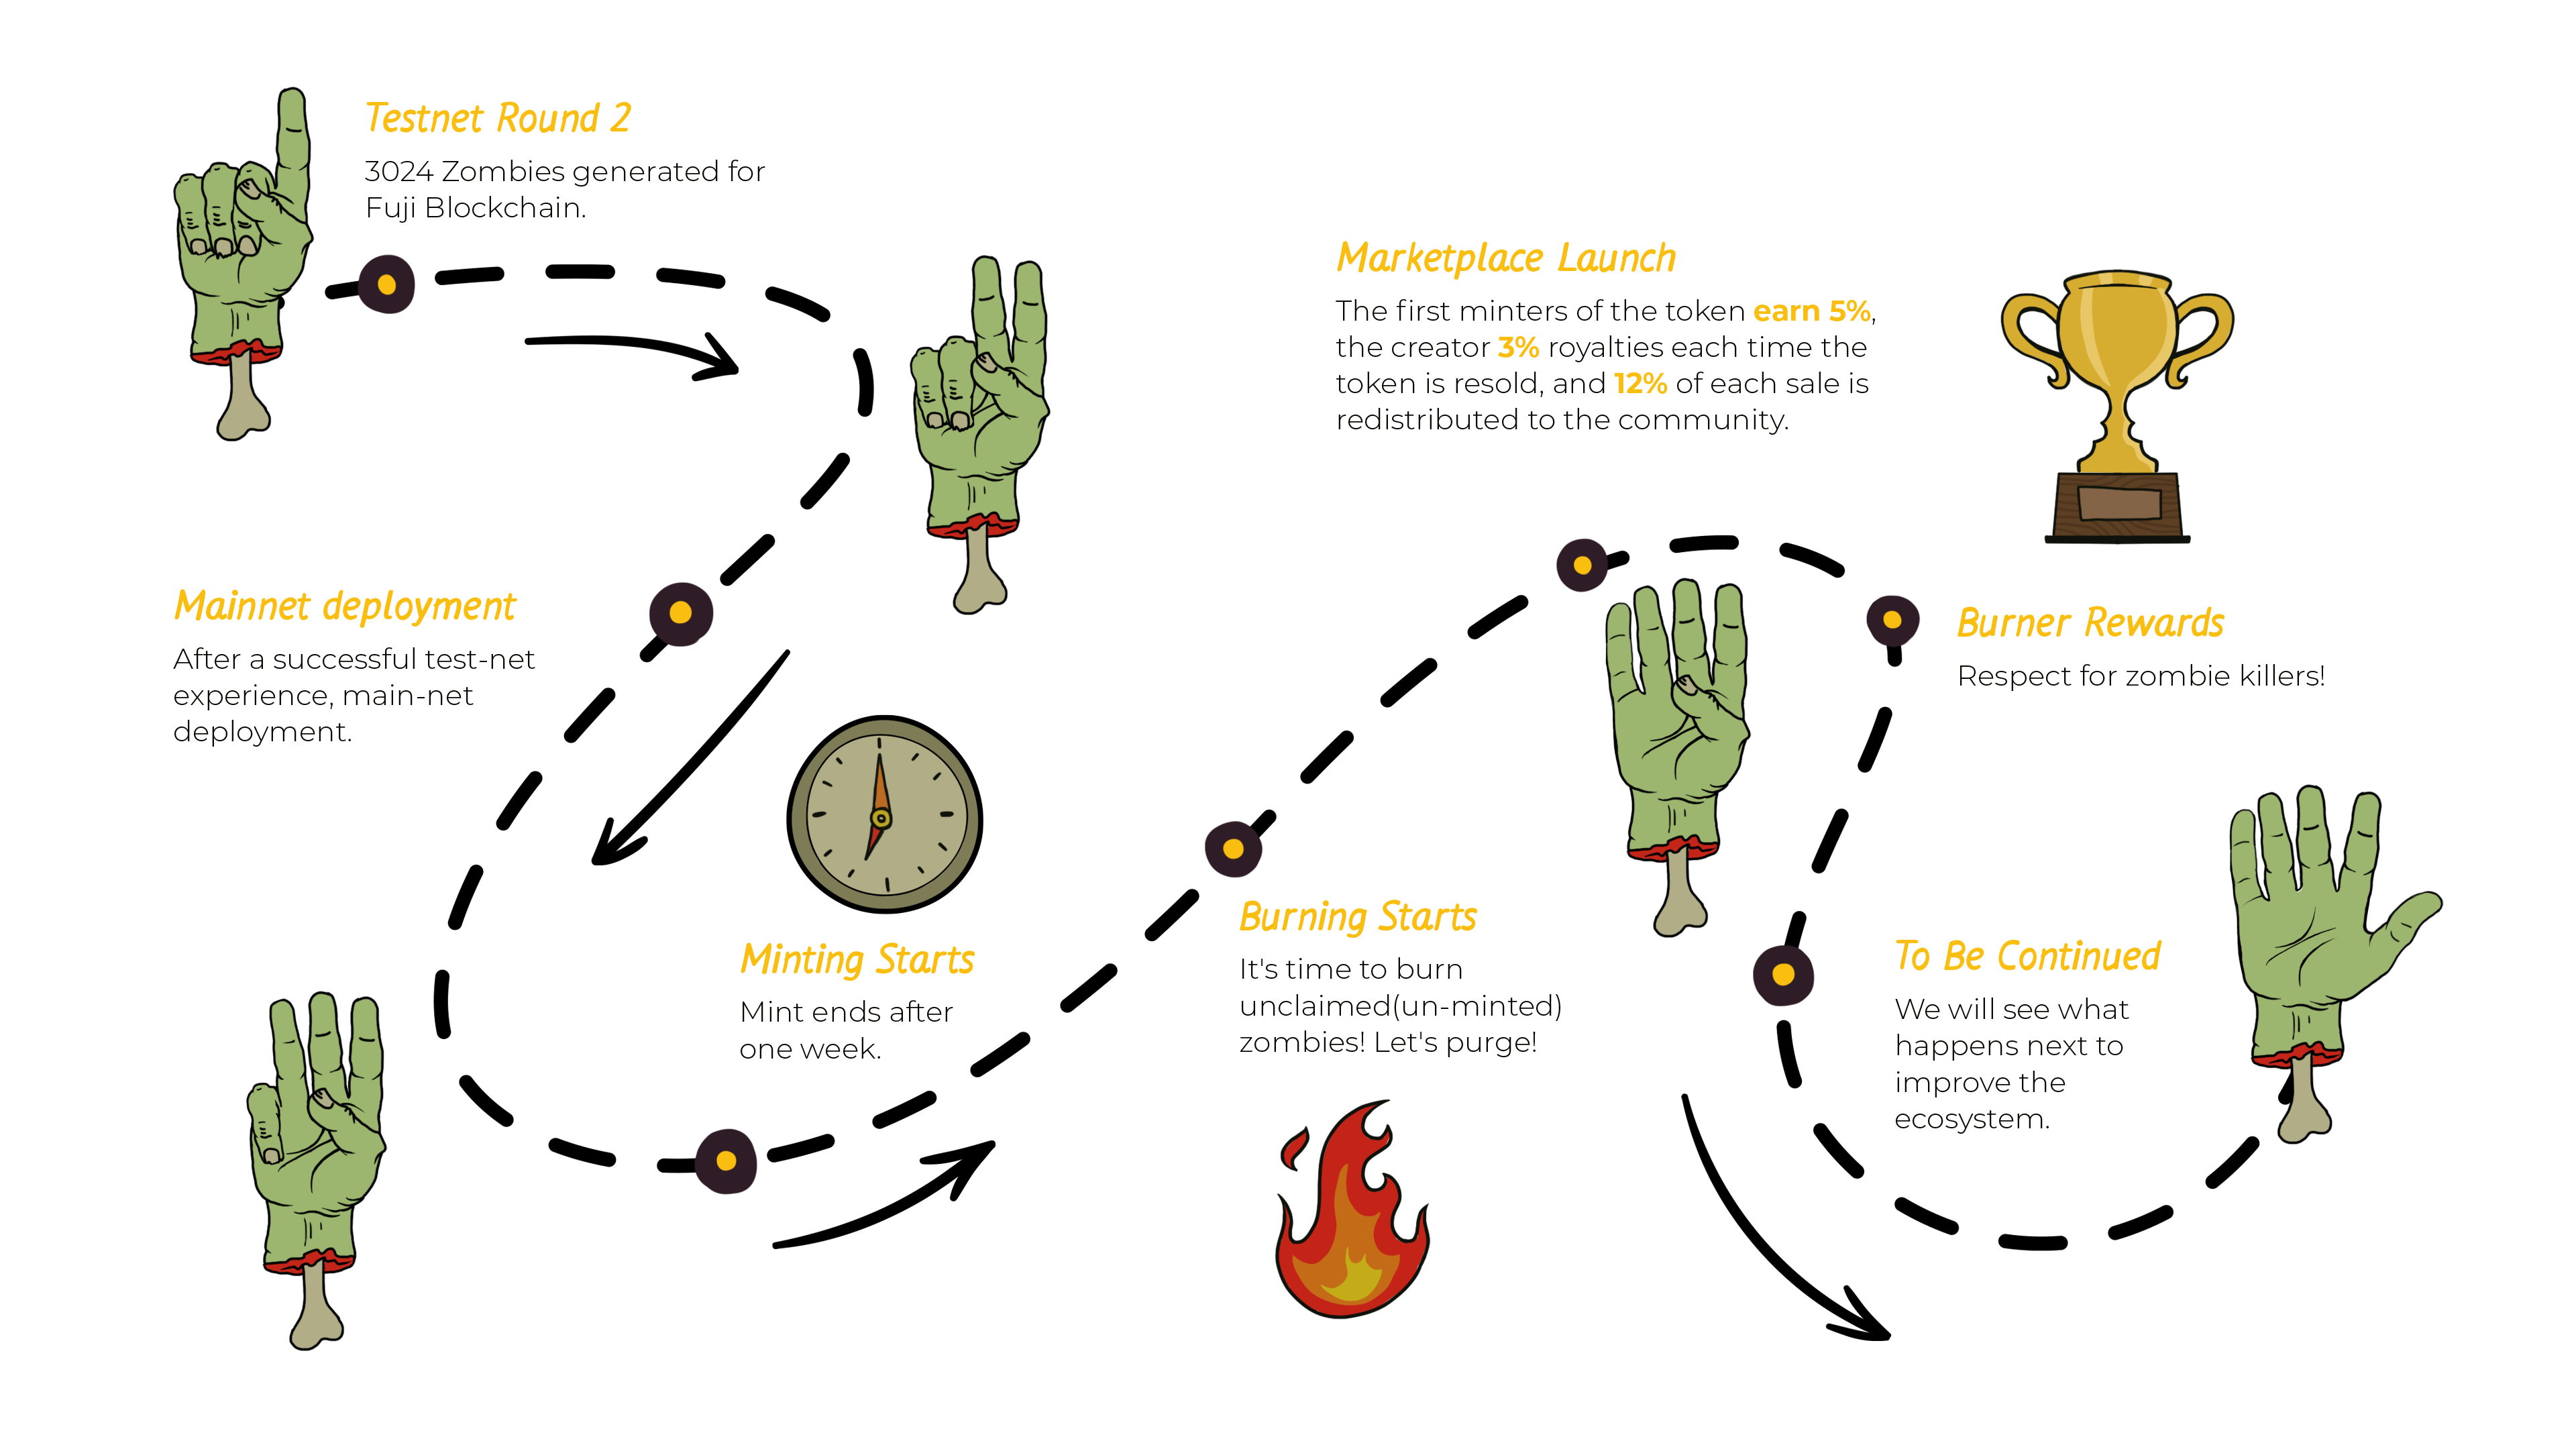 Testnet Round 2
3024 Zombies generated for
Fuji Blockchain.
Mainnet deployment
After a successful test-net
experience, main-net
deployment.
Minting Starts
Mint ends after
one week.
Burning Starts
It's time to burn
unclaimed(un-minted)
zombies! Let's purge!
Marketplace Launch
The first minters of the token earn 5%,
the creator 3% royalties each time the
token is resold, and 12% of each sale is
redistributed to the community.
Burner Rewards
Respect for zombie killers!
To Be Continued
We will see what
happens next to
improve the
ecosystem.